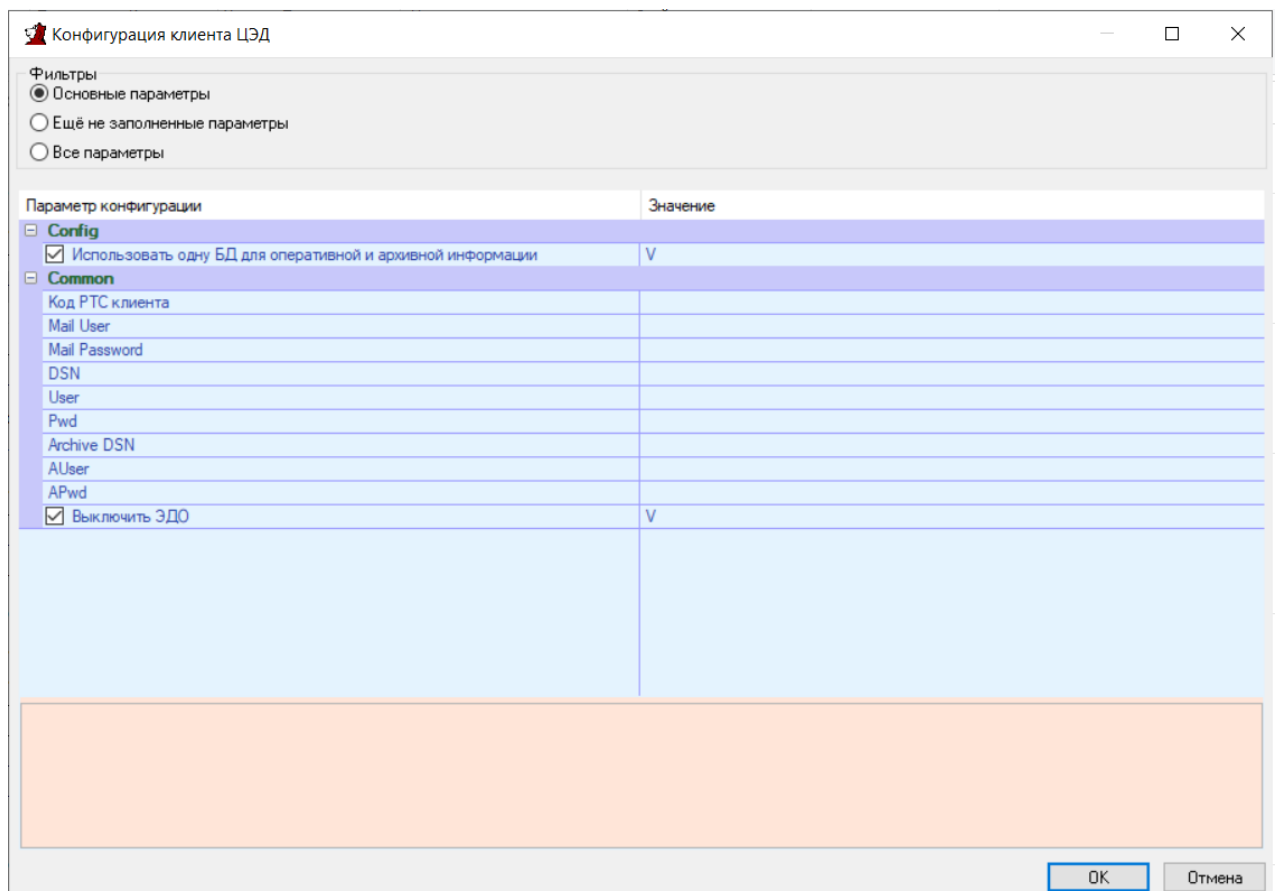 Конфигурация клиента ЦЭД
Фильтры
Основные параметры
Ещё не заполненные параметры
Все параметры
Параметр конфигурации Значение
Config
Использовать одну БД для оперативной и архивной информации V
Common
Код РТС клиента
Mail User
Mail Password
DSN
User
Pwd
Archive DSN
AUser
APwd
Выключить ЭДО V
OK Отмена